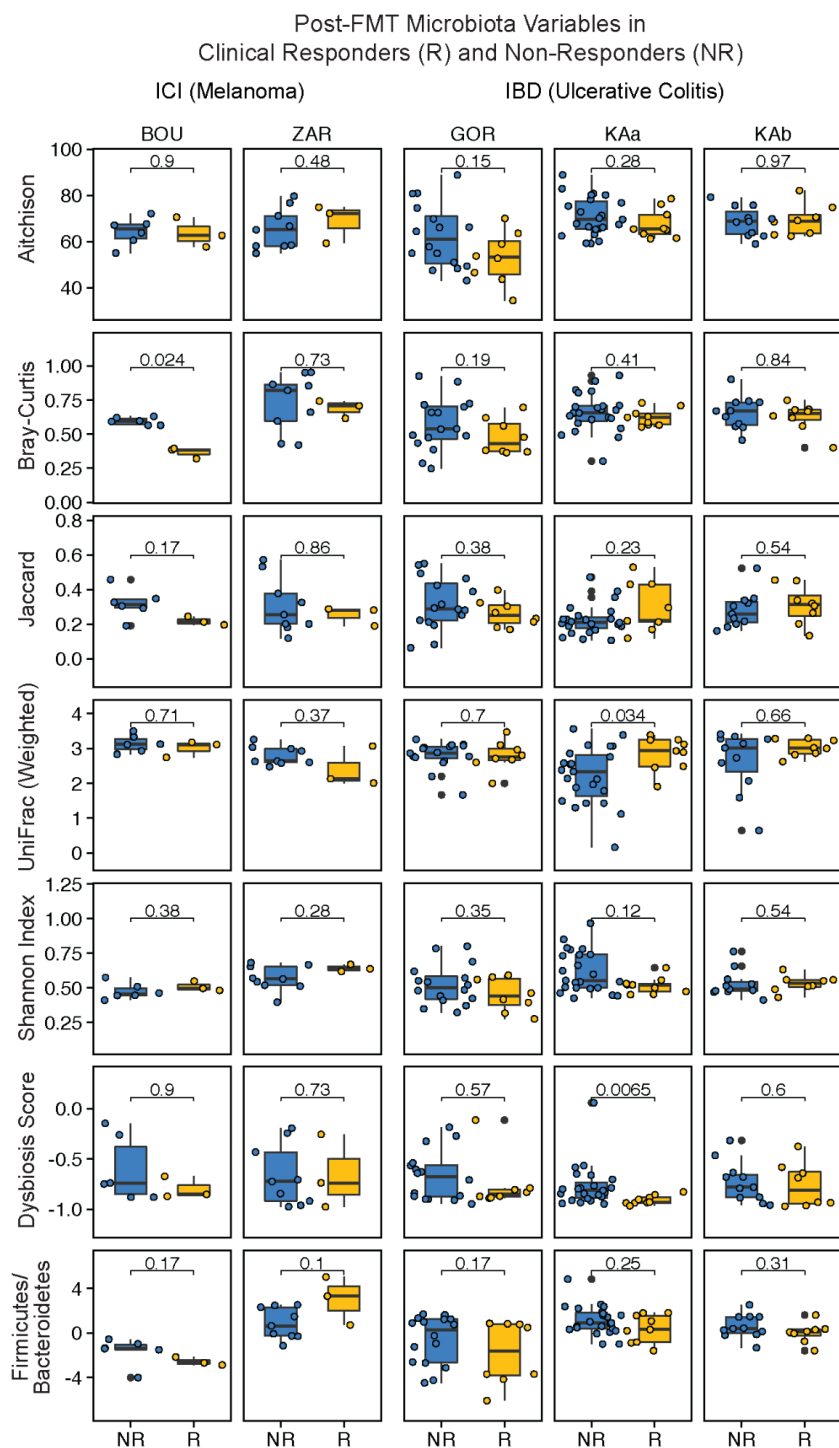 Post-FMT Microbiota Variables in
Clinical Responders (R) and Non-Responders (NR)
ICI (Melanoma) IBD (Ulcerative Colitis)
BOU ZAR GOR KAa KAb
Aitchison
100
80
60
40
0.9 0.48 0.15 0.28 0.97
Bray-Curtis
1.00
0.75
0.50
0.25
0.00
0.024 0.73 0.19 0.41 0.84
Jaccard
0.8
0.6
0.4
0.2
0.0
0.17 0.86 0.38 0.23 0.54
UniFrac (Weighted)
4
3
2
1
0
0.71 0.37 0.7 0.034 0.66
Shannon Index
1.25
1.00
0.75
0.50
0.25
0.38 0.28 0.35 0.12 0.54
Dysbiosis Score
0.0
-0.5
-1.0
0.9 0.73 0.57 0.0065 0.6
Firmicutes/
Bacteroidetes
4
0
-4
0.17 0.1 0.17 0.25 0.31
NR R NR R NR R NR R NR R